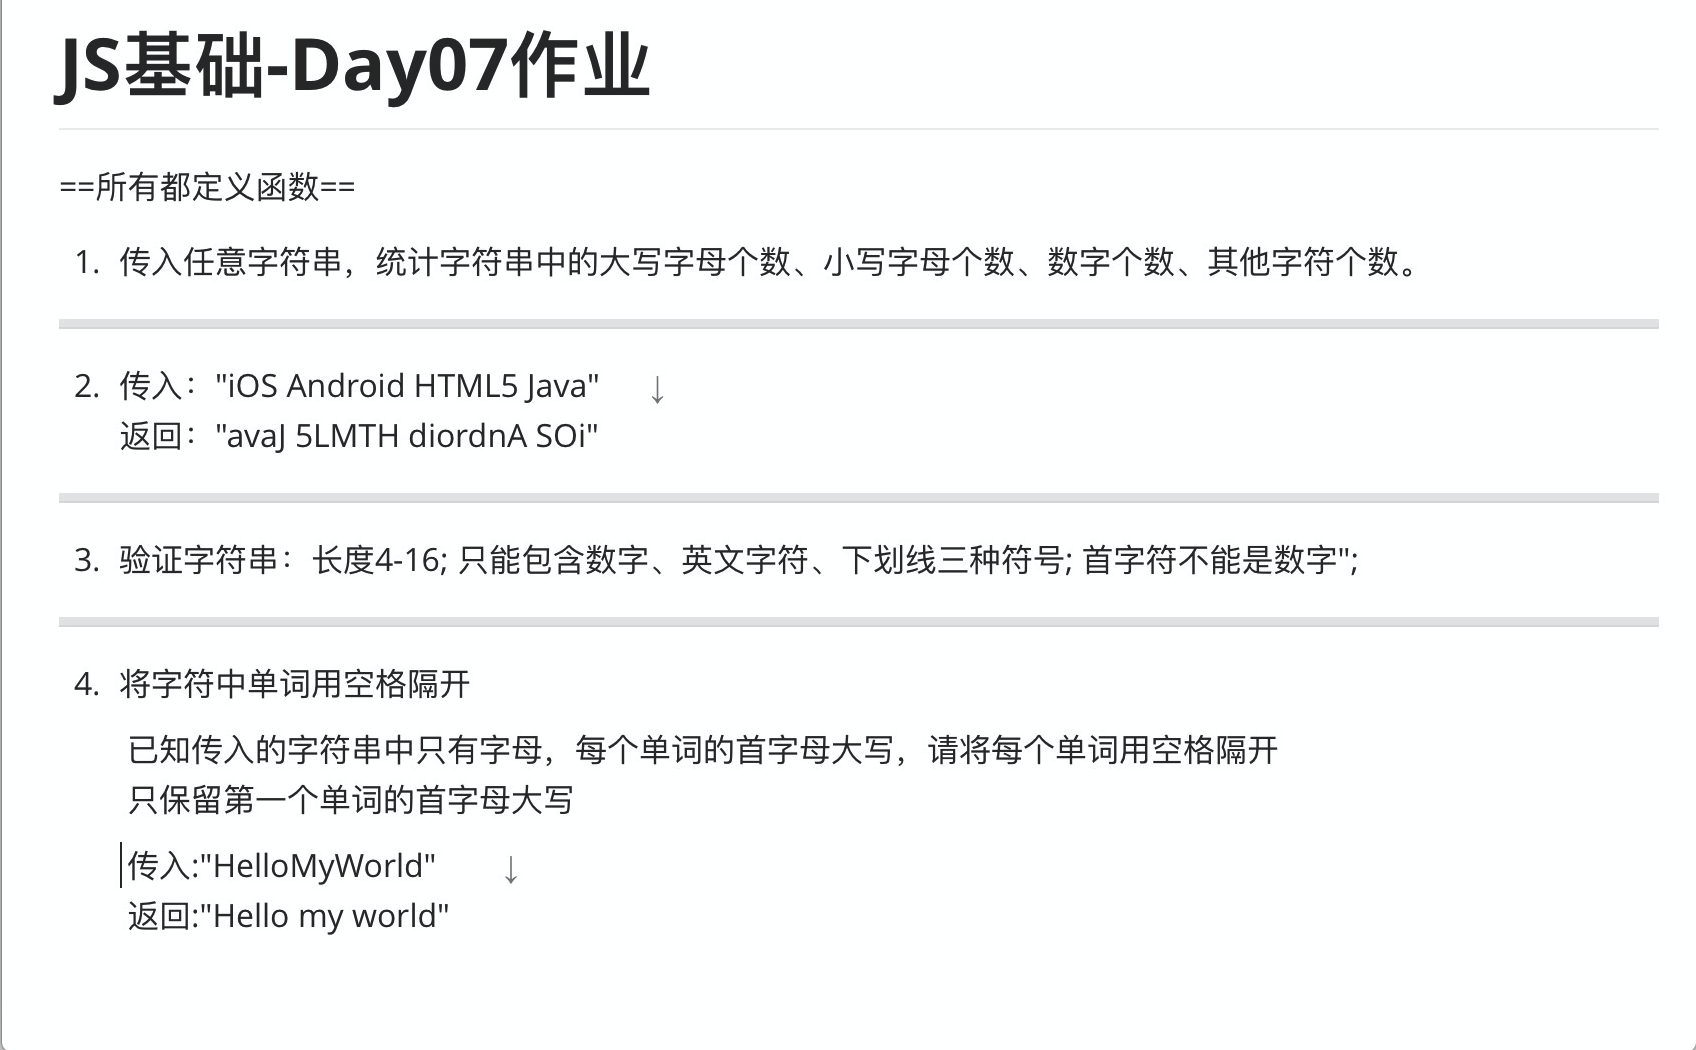 JS基础-Day07作业
==所有都定义函数==
1. 传入任意字符串，统计字符串中的大写字母个数、小写字母个数、数字个数、其他字符个数。
2. 传入："iOS Android HTML5 Java" ↓
返回："avaJ 5LMTH diordnA SOi"
3. 验证字符串：长度4-16; 只能包含数字、英文字符、下划线三种符号; 首字符不能是数字";
4. 将字符中单词用空格隔开
已知传入的字符串中只有字母，每个单词的首字母大写，请将每个单词用空格隔开
只保留第一个单词的首字母大写
传入:"HelloMyWorld" ↓
返回:"Hello my world"